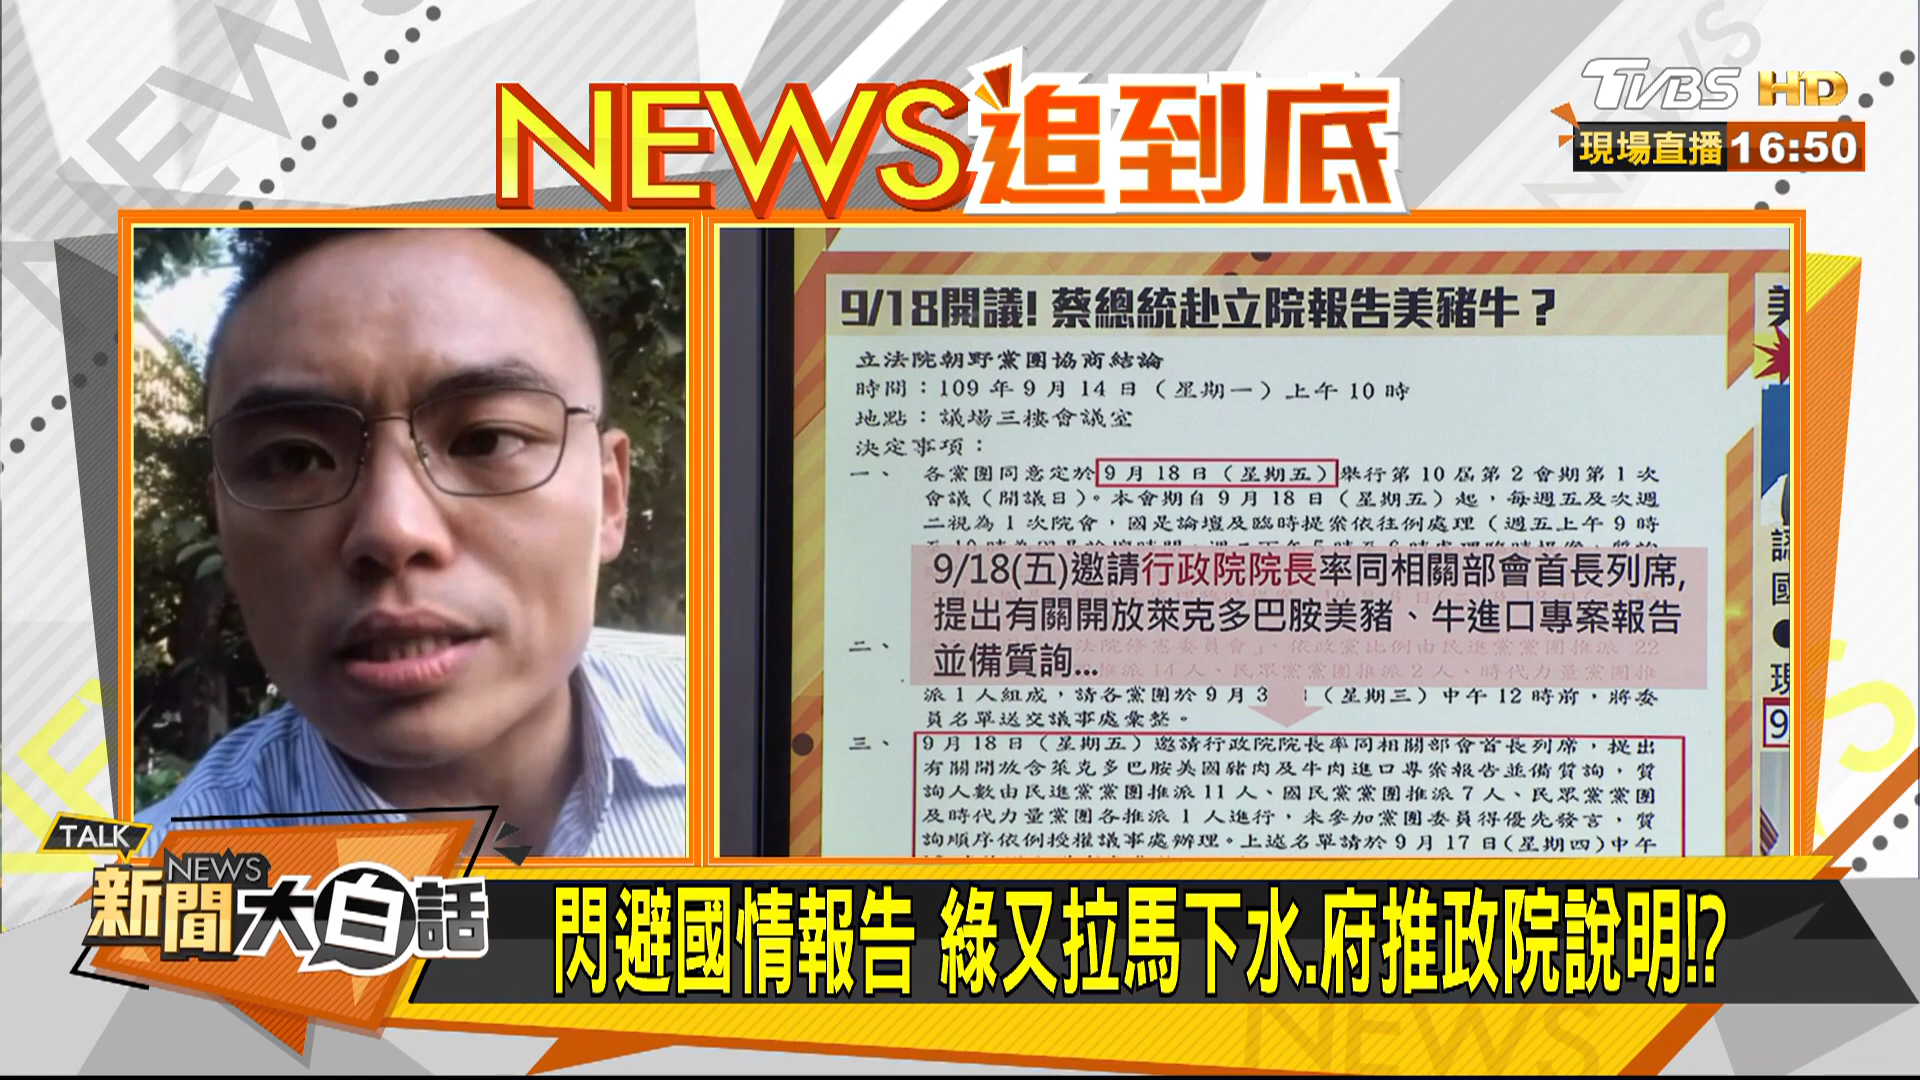 NEWS追到底
TVBS HD
現場直播 16:50
9/18開議! 蔡總統赴立院報告美豬牛？
立法院朝野黨團協商結論
時間：109 年 9 月 14 日（星期一）上午 10 時
地點：議場三樓會議室
決定事項：
一、 各黨團同意定於 9 月 18 日（星期五）舉行第 10 屆第 2 會期第 1 次
會議（開議日）。本會期自 9 月 18 日（星期五）起，每週五及次週
二視為 1 次院會，國是論壇及臨時提案依往例處理（週五上午 9 時
9/18(五)邀請行政院院長率同相關部會首長列席,
提出有關開放萊克多巴胺美豬、牛進口專案報告
並備質詢...
二、
派 1 人組成，請各黨團於 9 月 3（星期三）中午 12 時前，將委
員名單送交議事處彙整。
三、 9 月 18 日（星期五）邀請行政院院長率同相關部會首長列席，提出
有關開放含萊克多巴胺美國豬肉及牛肉進口專案報告並備質詢，質
詢人數由民進黨黨團推派 11 人、國民黨黨團推派 7 人、民眾黨黨團
及時代力量黨團各推派 1 人進行，未參加黨團委員得優先發言，質
詢順序依例授權議事處辦理。上述名單請於 9 月 17 日(星期四)中午
TALK
NEWS
新聞大白話
閃避國情報告 綠又拉馬下水.府推政院說明!?